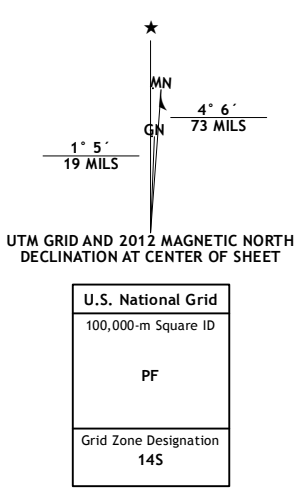 ★
MN
4° 6´
73 MILS
GN
1° 5´
19 MILS
UTM GRID AND 2012 MAGNETIC NORTH
DECLINATION AT CENTER OF SHEET
U.S. National Grid
100,000-m Square ID
PF
Grid Zone Designation
14S